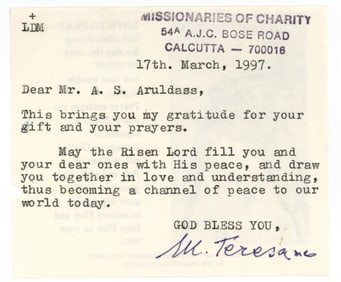 +
LDM
MISSIONARIES OF CHARITY
54A A.J.C. BOSE ROAD
CALCUTTA - 700016
17th. March, 1997.
Dear Mr. A. S. Aruldass,
This brings you my gratitude for your
gift and your prayers.
May the Risen Lord fill you and
your dear ones with His peace, and draw
you together in love and understanding,
thus becoming a channel of peace to our
world today.
GOD BLESS YOU,
M. Teresa mc